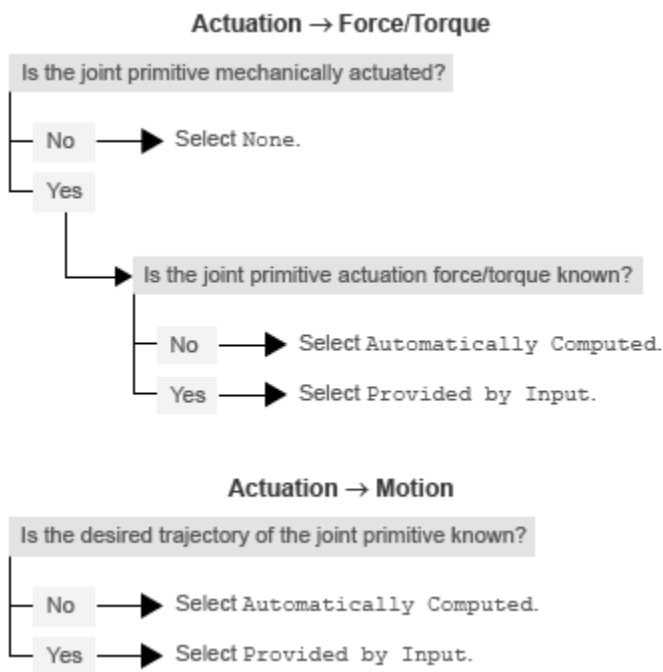 Actuation → Force/Torque
Is the joint primitive mechanically actuated?
No
Select None.
Yes
Is the joint primitive actuation force/torque known?
No
Select Automatically Computed.
Yes
Select Provided by Input.
Actuation → Motion
Is the desired trajectory of the joint primitive known?
No
Select Automatically Computed.
Yes
Select Provided by Input.